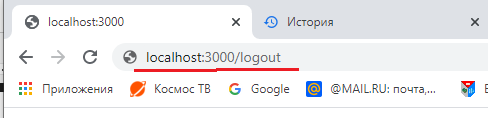 localhost:3000 История
localhost:3000/logout
Приложения Космос ТВ Google @MAIL.RU: почта,...